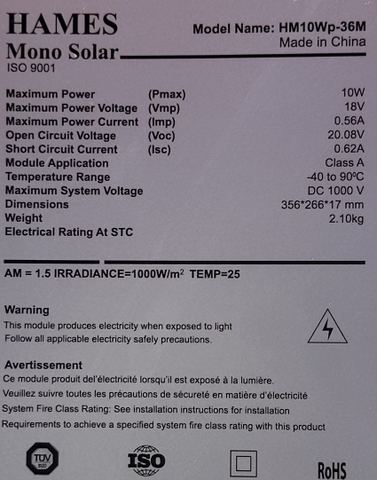 HAMES
Model Name: HM10Wp-36M
Mono Solar
Made in China
ISO 9001
Maximum Power (Pmax) 10W
Maximum Power Voltage (Vmp) 18V
Maximum Power Current (Imp) 0.56A
Open Circuit Voltage (Voc) 20.08V
Short Circuit Current (Isc) 0.62A
Module Application Class A
Temperature Range -40 to 90ºC
Maximum System Voltage DC 1000 V
Dimensions 356*266*17 mm
Weight 2.10kg
Electrical Rating At STC
AM = 1.5 IRRADIANCE=1000W/m² TEMP=25
Warning
This module produces electricity when exposed to light
Follow all applicable electricity safely precautions.
Avertissement
Ce module produit del'électricité lorsqu'il est exposé à la lumière.
Veuillez suivre toutes les précautions de sécurité en matière d'électricité
System Fire Class Rating: See installation instructions for installation
Requirements to achieve a specified system fire class rating with this product
TÜV
SÜD
ISO
RoHS